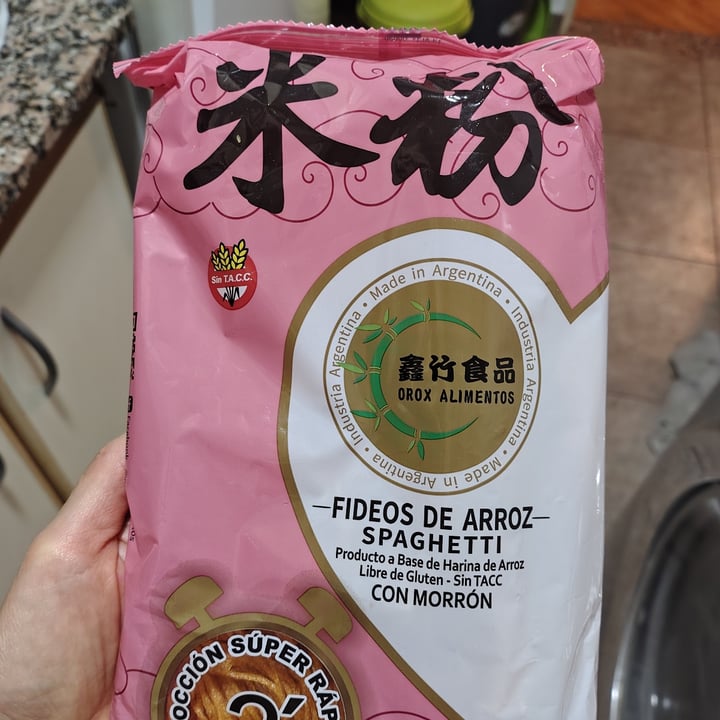 米粉
Sin T.A.C.C.
Made in Argentina • Industria Argentina • Made in Argentina • Industria Argentina •
鑫竹食品
OROX ALIMENTOS
FIDEOS DE ARROZ
SPAGHETTI
Producto a Base de Harina de Arroz
Libre de Gluten - Sin TACC
CON MORRÓN
OCCIÓN SÚPER RÁP